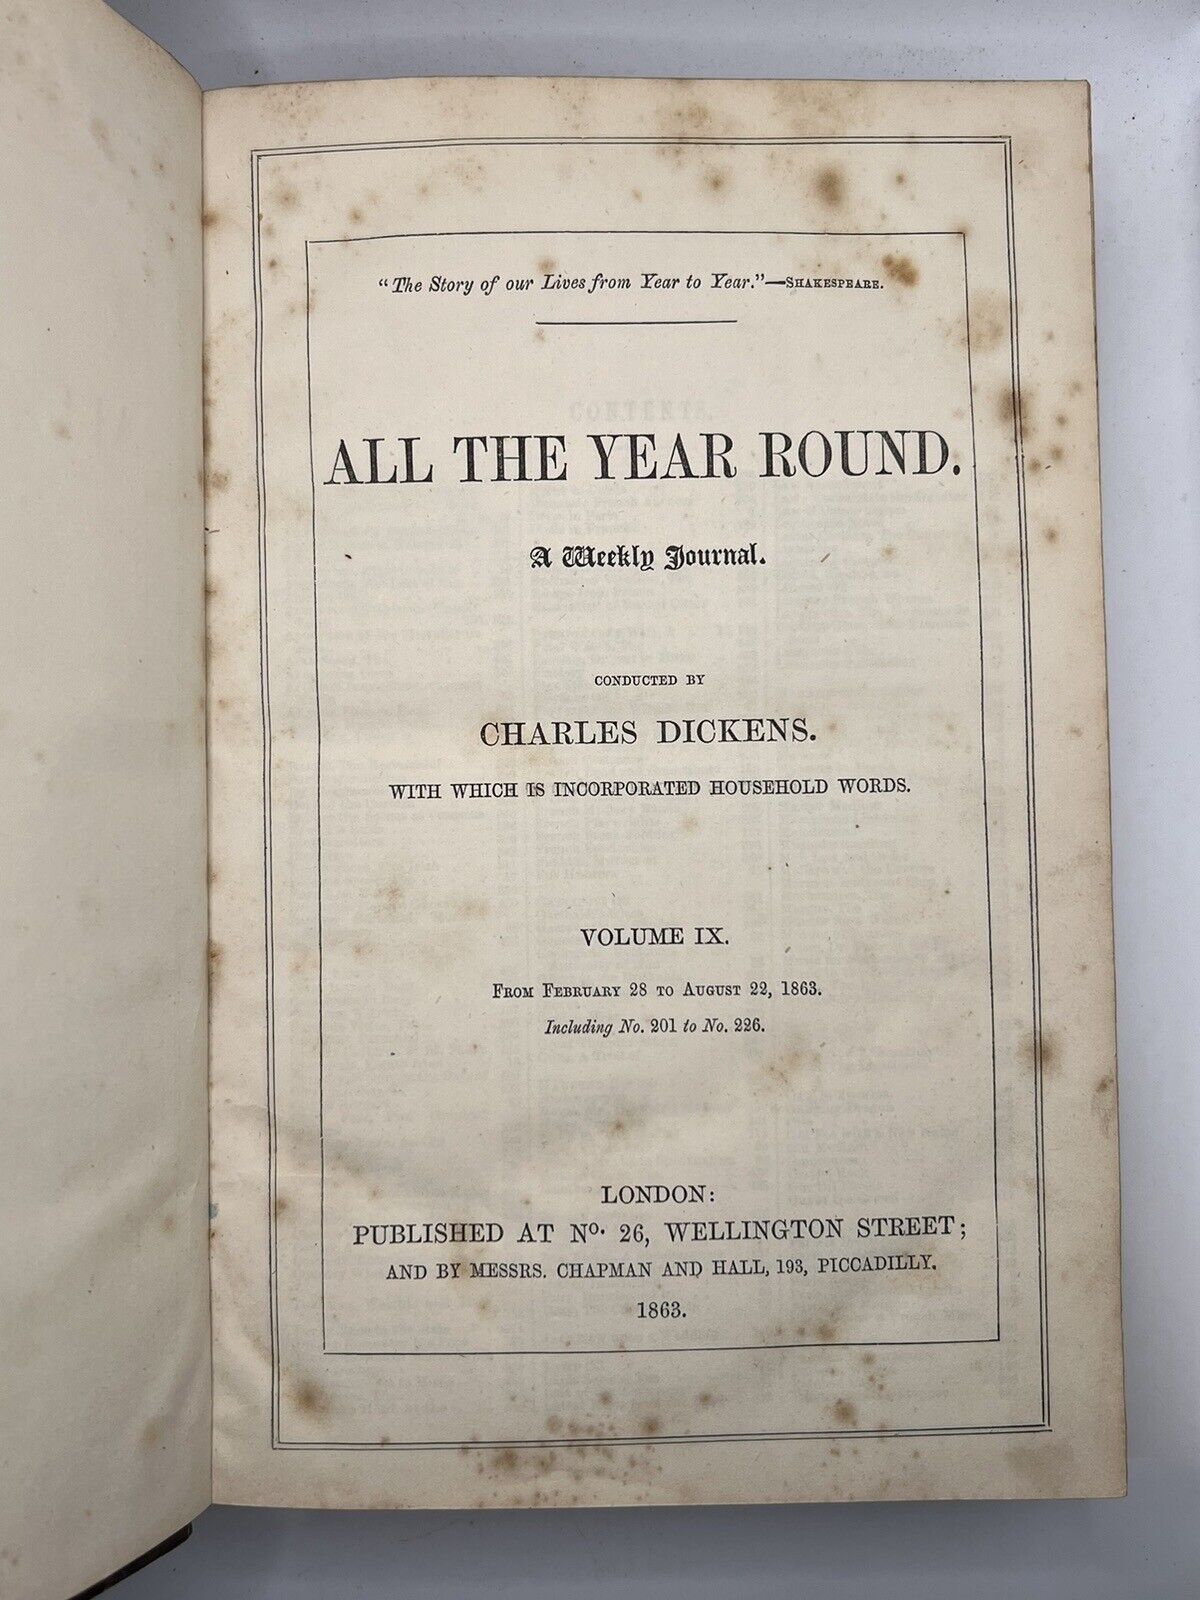 "The Story of our Lives from Year to Year."—SHAKESPEARE.
ALL THE YEAR ROUND.
A Weekly Journal.
CONDUCTED BY
CHARLES DICKENS.
WITH WHICH IS INCORPORATED HOUSEHOLD WORDS.
VOLUME IX.
FROM FEBRUARY 28 TO AUGUST 22, 1863.
Including No. 201 to No. 226.
LONDON:
PUBLISHED AT No. 26, WELLINGTON STREET;
AND BY MESSRS. CHAPMAN AND HALL, 193, PICCADILLY.
1863.